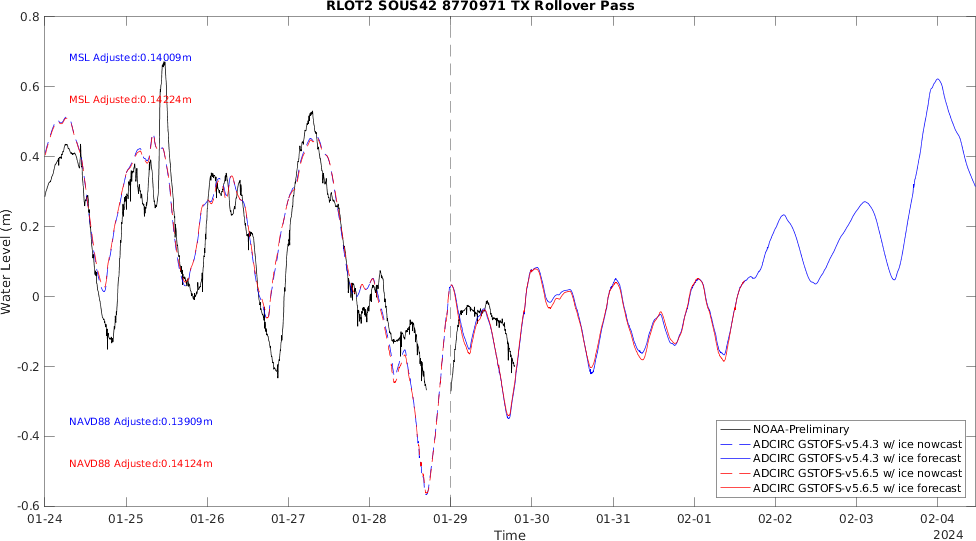 RLOT2 SOUS42 8770971 TX Rollover Pass
0.8
0.6
0.4
0.2
0
-0.2
-0.4
-0.6
Water Level (m)
MSL Adjusted:0.14009m
MSL Adjusted:0.14224m
NAVD88 Adjusted:0.13909m
NAVD88 Adjusted:0.14124m
NOAA-Preliminary
ADCIRC GSTOFS-v5.4.3 w/ ice nowcast
ADCIRC GSTOFS-v5.4.3 w/ ice forecast
ADCIRC GSTOFS-v5.6.5 w/ ice nowcast
ADCIRC GSTOFS-v5.6.5 w/ ice forecast
01-24 01-25 01-26 01-27 01-28 01-29 01-30 01-31 02-01 02-02 02-03 02-04
Time
2024